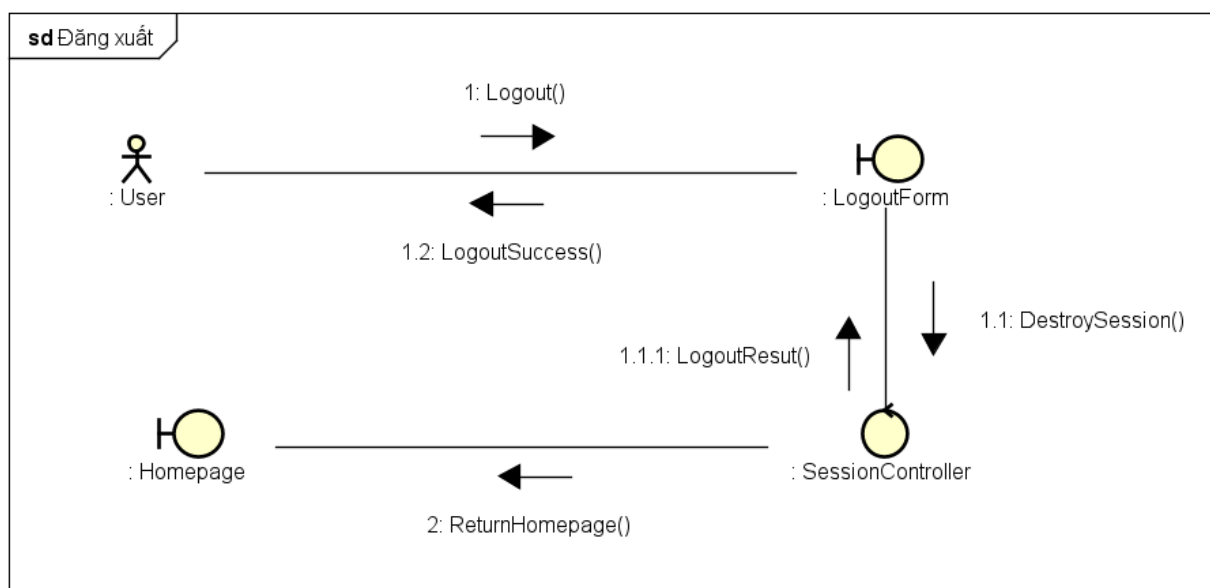 sd Đăng xuất
1: Logout()
: User
: LogoutForm
1.2: LogoutSuccess()
1.1: DestroySession()
1.1.1: LogoutResut()
: Homepage
: SessionController
2: ReturnHomepage()